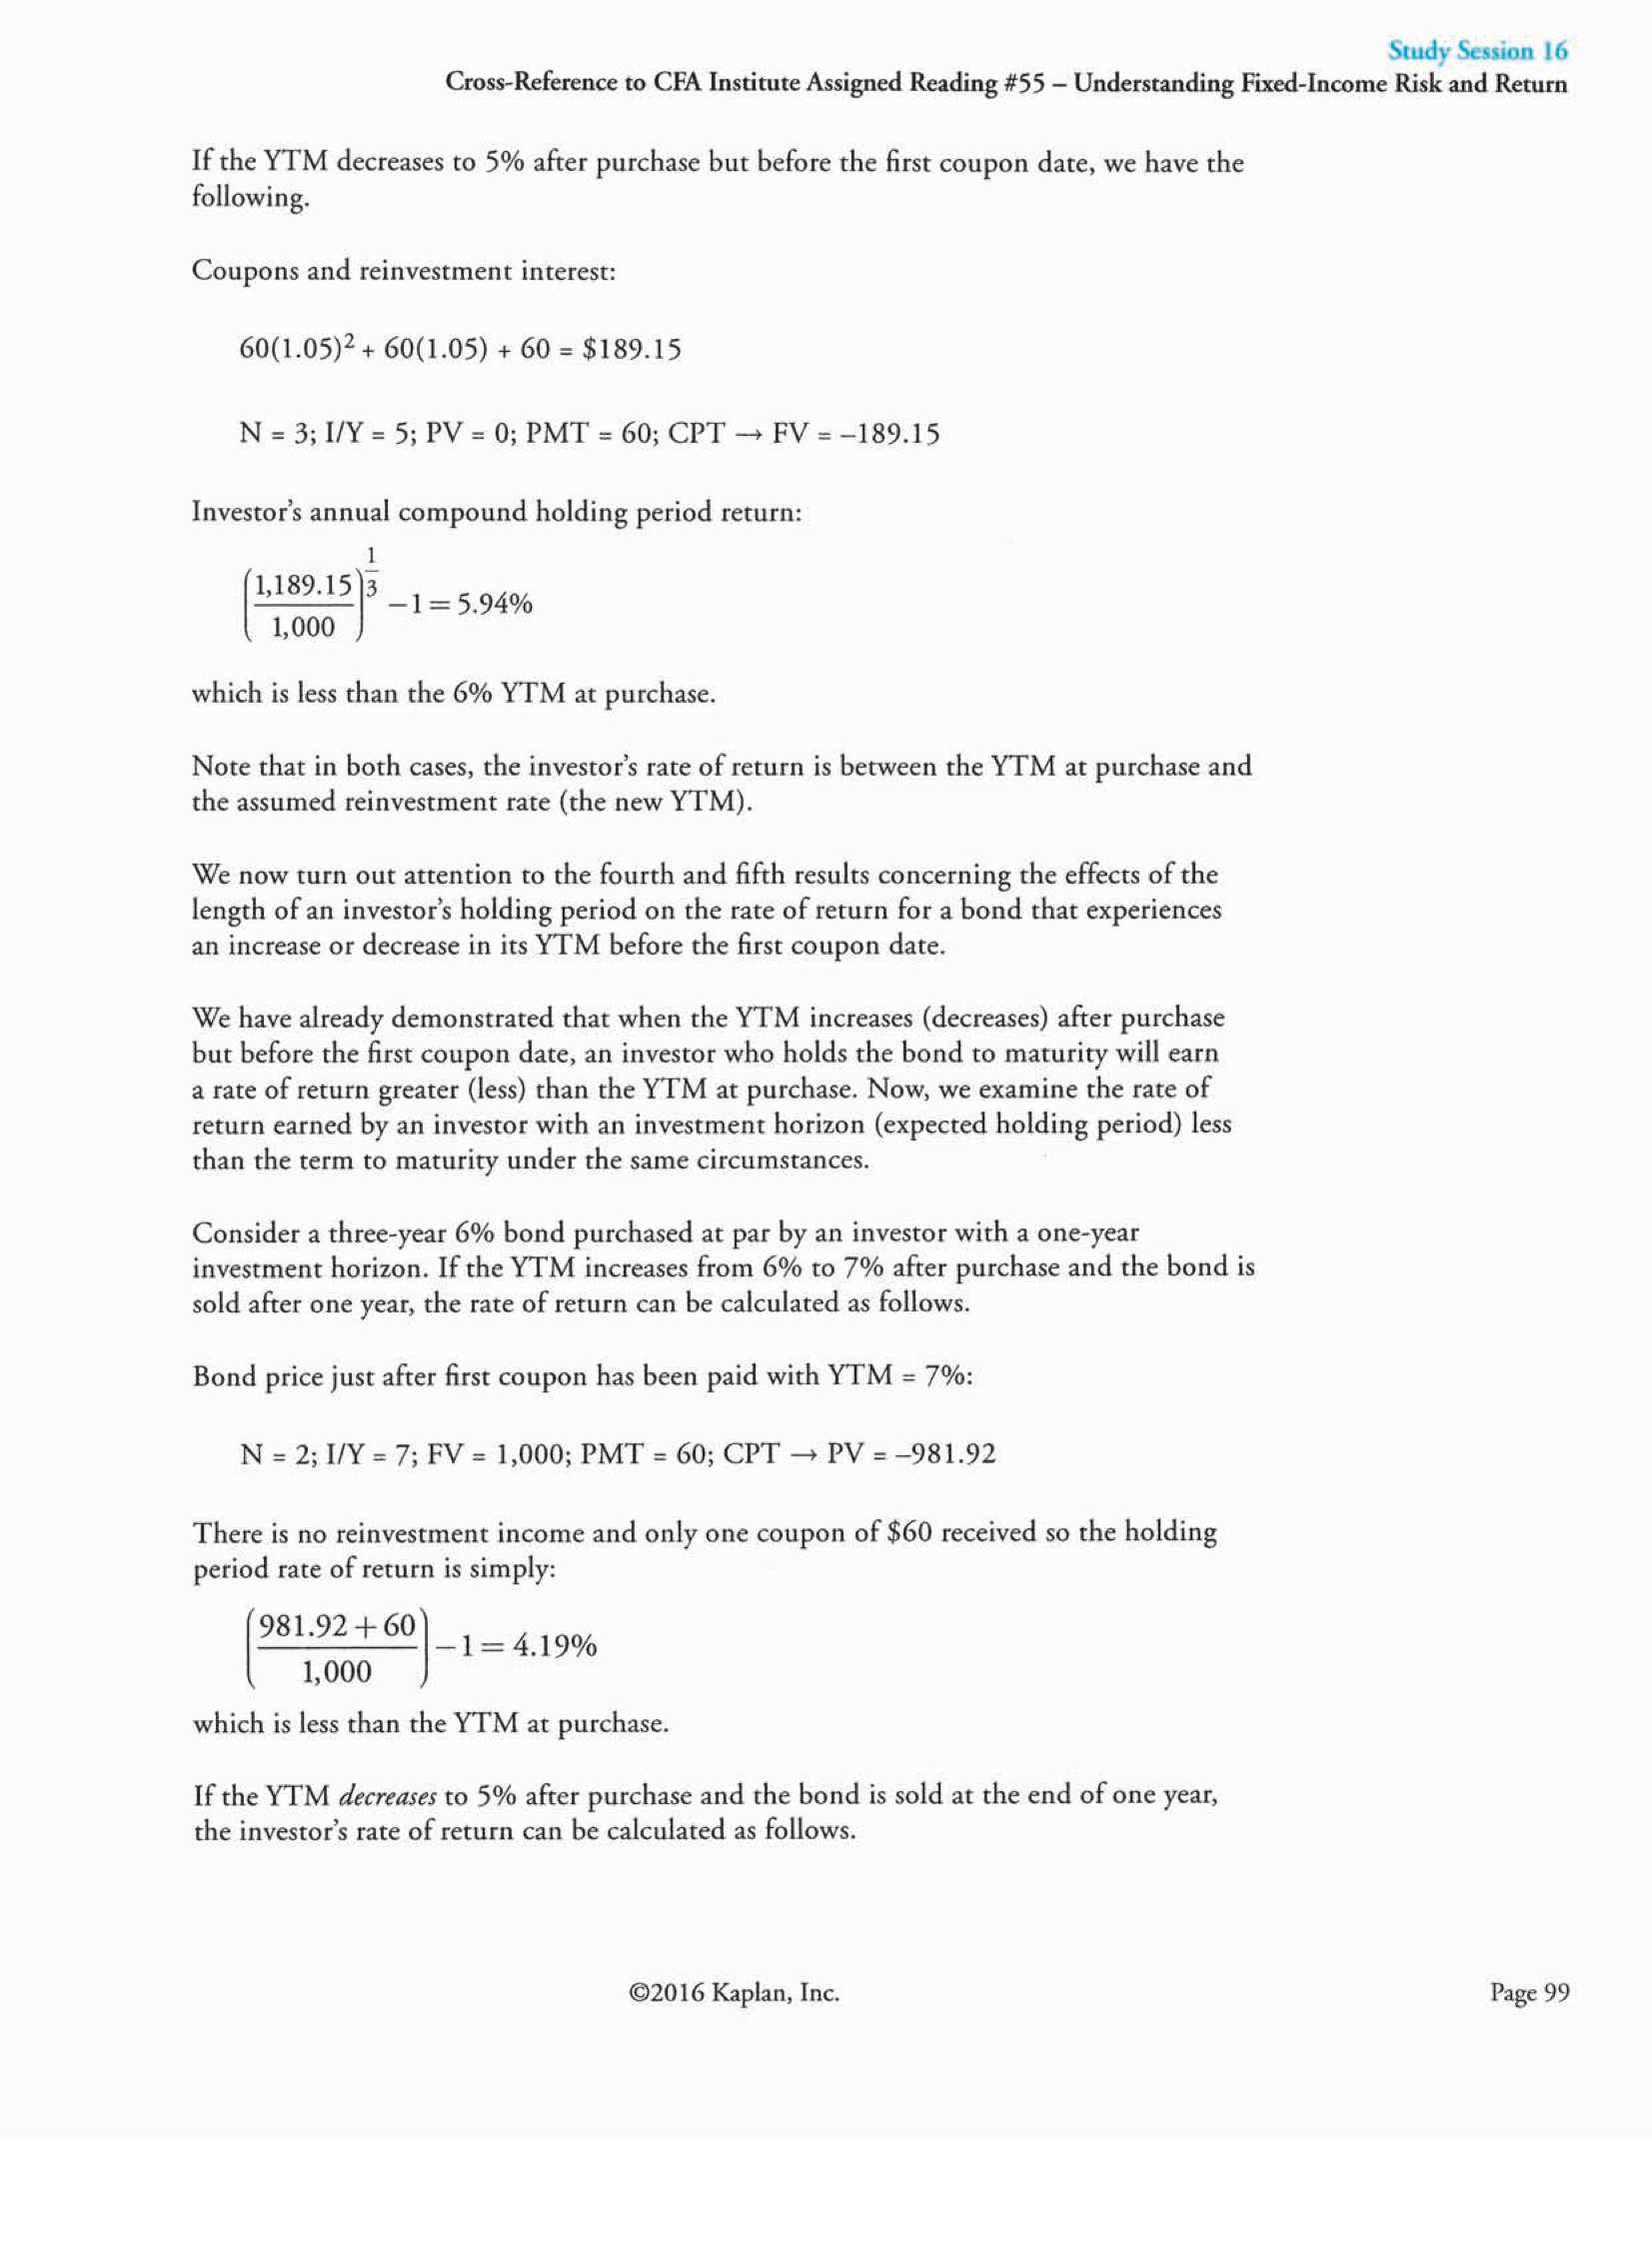 Study Session 16
Cross-Reference to CFA Institute Assigned Reading #55 – Understanding Fixed-Income Risk and Return
If the YTM decreases to 5% after purchase but before the first coupon date, we have the
following.
Coupons and reinvestment interest:
60(1.05)² + 60(1.05) + 60 = $189.15
N = 3; I/Y = 5; PV = 0; PMT = 60; CPT → FV = –189.15
Investor's annual compound holding period return:
(1,189.15 / 1,000)^(1/3) – 1 = 5.94%
which is less than the 6% YTM at purchase.
Note that in both cases, the investor's rate of return is between the YTM at purchase and
the assumed reinvestment rate (the new YTM).
We now turn out attention to the fourth and fifth results concerning the effects of the
length of an investor's holding period on the rate of return for a bond that experiences
an increase or decrease in its YTM before the first coupon date.
We have already demonstrated that when the YTM increases (decreases) after purchase
but before the first coupon date, an investor who holds the bond to maturity will earn
a rate of return greater (less) than the YTM at purchase. Now, we examine the rate of
return earned by an investor with an investment horizon (expected holding period) less
than the term to maturity under the same circumstances.
Consider a three-year 6% bond purchased at par by an investor with a one-year
investment horizon. If the YTM increases from 6% to 7% after purchase and the bond is
sold after one year, the rate of return can be calculated as follows.
Bond price just after first coupon has been paid with YTM = 7%:
N = 2; I/Y = 7; FV = 1,000; PMT = 60; CPT → PV = –981.92
There is no reinvestment income and only one coupon of $60 received so the holding
period rate of return is simply:
(981.92 + 60 / 1,000) – 1 = 4.19%
which is less than the YTM at purchase.
If the YTM decreases to 5% after purchase and the bond is sold at the end of one year,
the investor's rate of return can be calculated as follows.
©2016 Kaplan, Inc.
Page 99